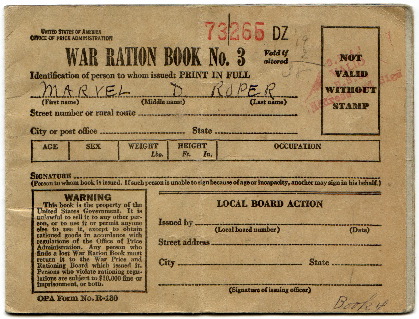 UNITED STATES OF AMERICA
OFFICE OF PRICE ADMINISTRATION
73265 DZ
WAR RATION BOOK No. 3
Void if altered
NOT VALID WITHOUT STAMP
Identification of person to whom issued: PRINT IN FULL
MARVEL D. ROPER
(First name) (Middle name) (Last name)
Street number or rural route
City or post office State
AGE SEX WEIGHT HEIGHT OCCUPATION
Lbs. Ft. In.
SIGNATURE
(Person to whom book is issued. If such person is unable to sign because of age or incapacity, another may sign in his behalf.)
WARNING
This book is the property of the
United States Government. It is
unlawful to sell it to any other per-
son, or to use it or permit anyone
else to use it, except to obtain
rationed goods in accordance with
regulations of the Office of Price
Administration. Any person who
finds a lost War Ration Book must
return it to the War Price and
Rationing Board which issued it.
Persons who violate rationing regu-
lations are subject to $10,000 fine or
imprisonment, or both.
OPA Form No. R-130
LOCAL BOARD ACTION
Issued by
(Local board number) (Date)
Street address
City State
(Signature of issuing officer)
Book 4